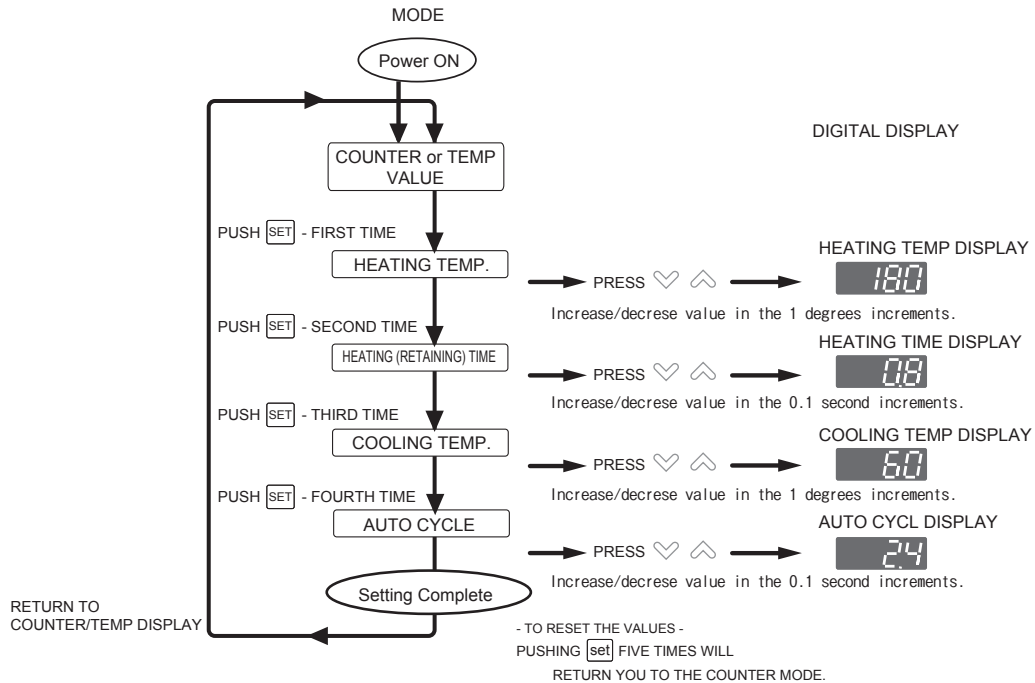 MODE
Power ON
DIGITAL DISPLAY
COUNTER or TEMP
VALUE
PUSH SET - FIRST TIME
HEATING TEMP.
PRESS
HEATING TEMP DISPLAY
180
Increase/decrese value in the 1 degrees increments.
PUSH SET - SECOND TIME
HEATING (RETAINING) TIME
PRESS
HEATING TIME DISPLAY
0.8
Increase/decrese value in the 0.1 second increments.
PUSH SET - THIRD TIME
COOLING TEMP.
PRESS
COOLING TEMP DISPLAY
60
Increase/decrese value in the 1 degrees increments.
PUSH SET - FOURTH TIME
AUTO CYCLE
PRESS
AUTO CYCL DISPLAY
2.4
Increase/decrese value in the 0.1 second increments.
Setting Complete
RETURN TO
COUNTER/TEMP DISPLAY
- TO RESET THE VALUES -
PUSHING set FIVE TIMES WILL
RETURN YOU TO THE COUNTER MODE.